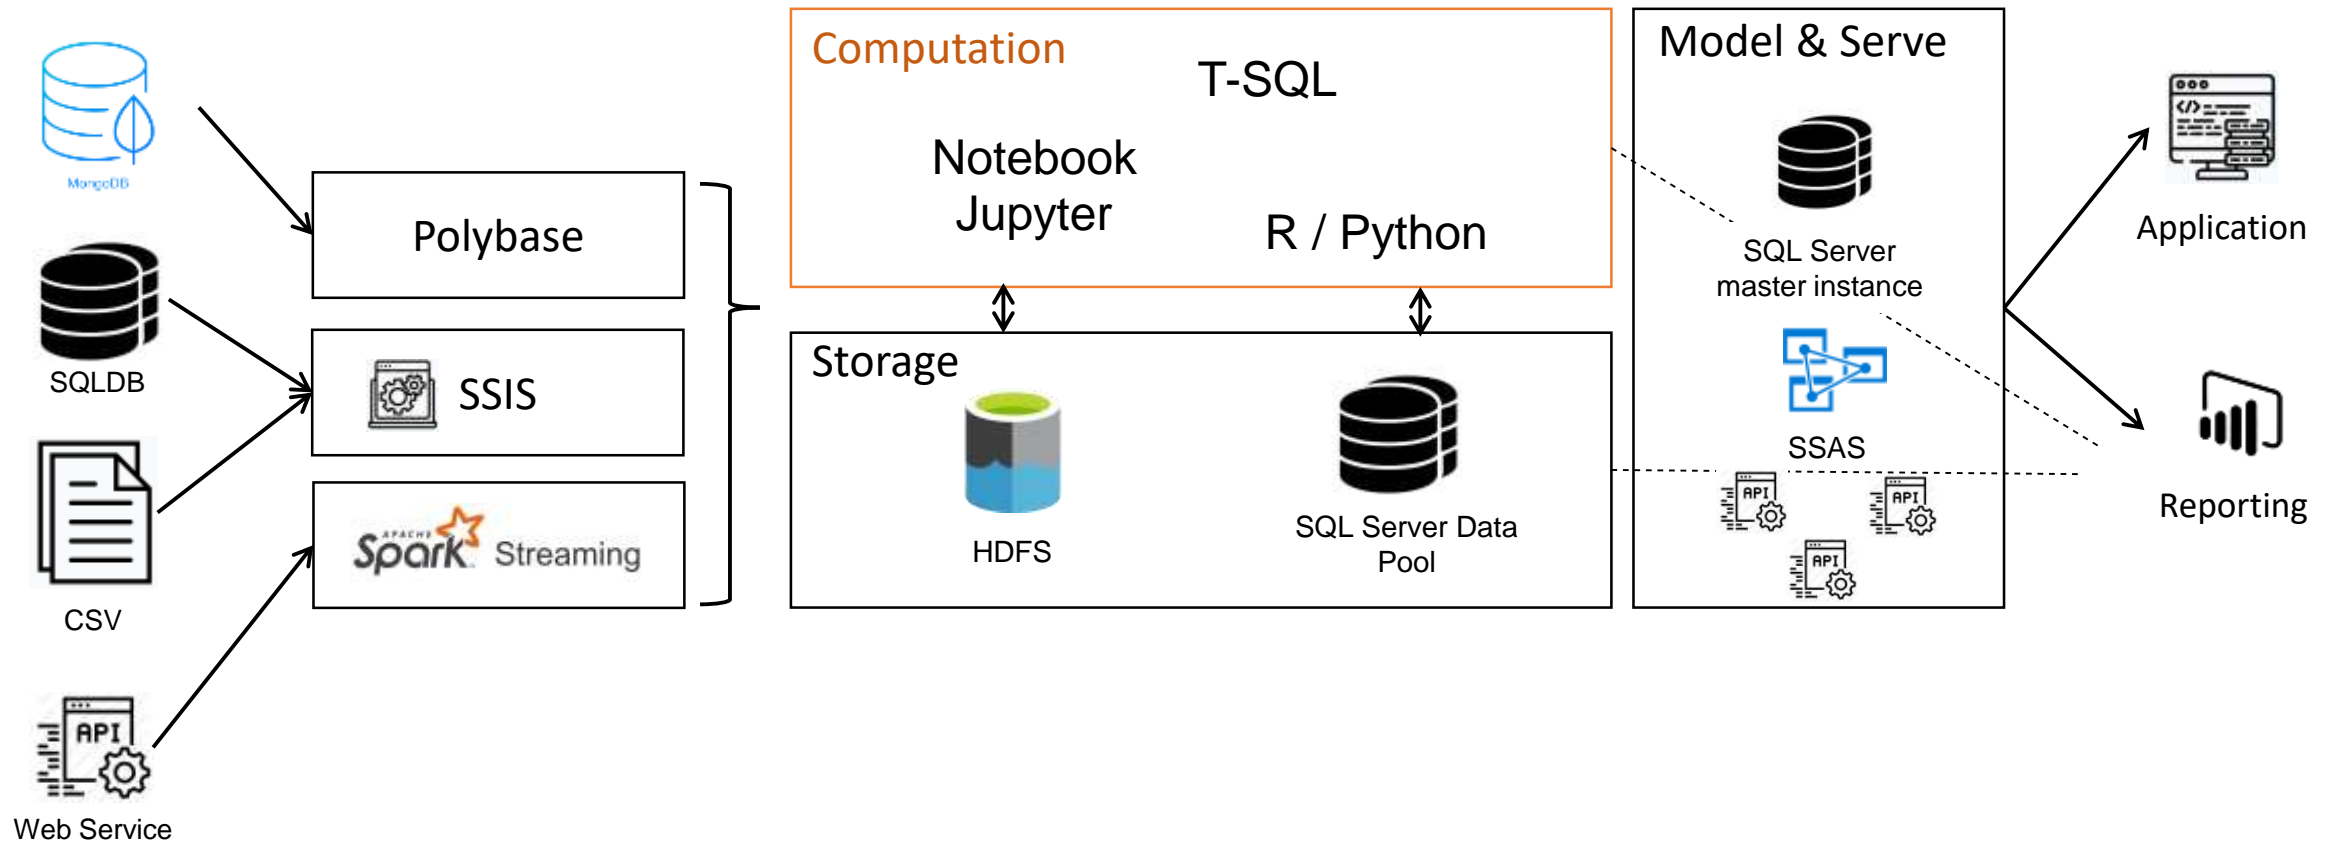 MongoDB
SQLDB
CSV
API
Web Service
Polybase
SSIS
APACHE
Spark Streaming
Computation
T-SQL
Notebook
Jupyter
R / Python
Storage
HDFS
SQL Server Data
Pool
Model & Serve
SQL Server
master instance
SSAS
API
API
API
</>
Application
Reporting